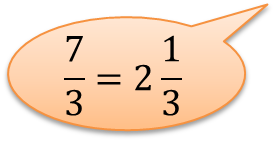 7/3 = 2 1/3